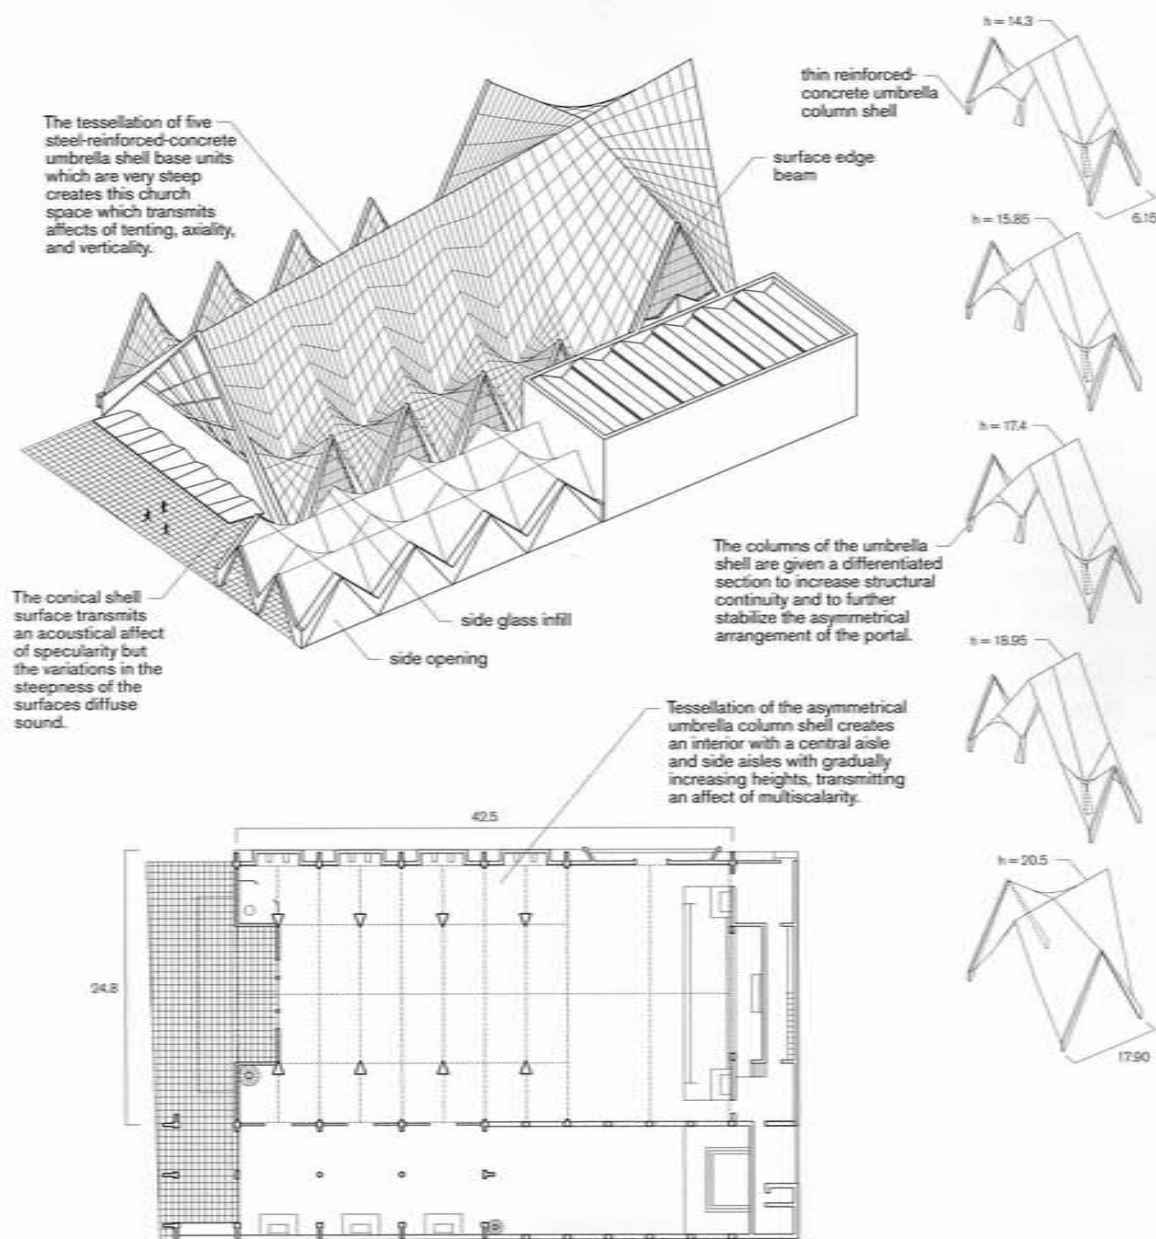 The tessellation of five
steel-reinforced-concrete
umbrella shell base units
which are very steep
creates this church
space which transmits
affects of tenting, axiality,
and verticality.
thin reinforced-
concrete umbrella
column shell
surface edge
beam
h = 14.3
6.15
h = 15.85
h = 17.4
The columns of the umbrella
shell are given a differentiated
section to increase structural
continuity and to further
stabilize the asymmetrical
arrangement of the portal.
The conical shell
surface transmits
an acoustical affect
of specularity but
the variations in the
steepness of the
surfaces diffuse
sound.
side glass infill
side opening
h = 18.95
Tessellation of the asymmetrical
umbrella column shell creates
an interior with a central aisle
and side aisles with gradually
increasing heights, transmitting
an affect of multiscalarity.
42.5
24.8
h = 20.5
17.90